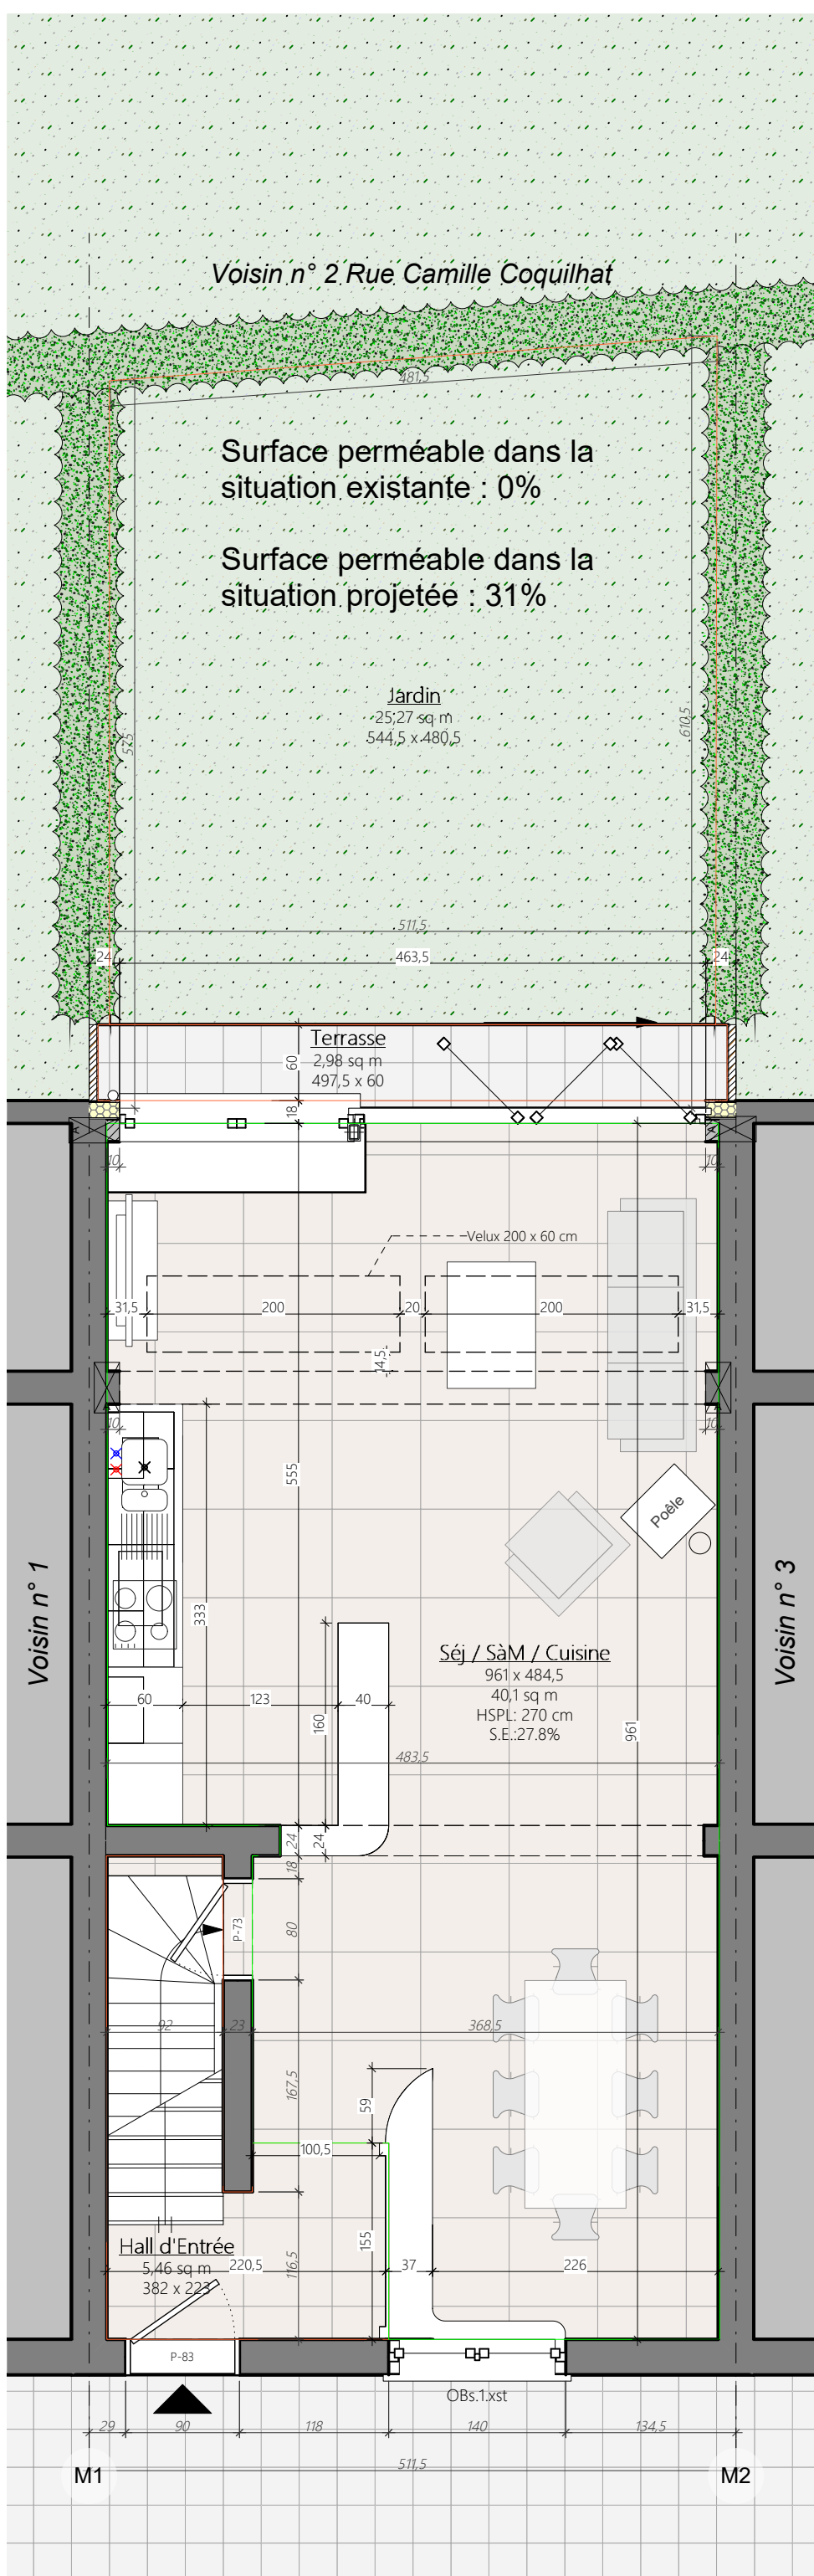 Voisin n° 2 Rue Camille Coquilhat
481,5
Surface perméable dans la
situation existante : 0%
Surface perméable dans la
situation projetée : 31%
Jardin
25,27 sq m
544,5 x 480,5
610,5
511,5
24
463,5
24
Terrasse
2,98 sq m
497,5 x 60
60
18
10
10
Velux 200 x 60 cm
31,5
200
20
200
31,5
10
10
555
Poêle
Voisin n° 1
333
Voisin n° 3
Séj / SàM / Cuisine
961 x 484,5
40,1 sq m
HSPL: 270 cm
S.E.:27.8%
60
123
40
160
961
483,5
24
24
18
80
P-73
92
23
368,5
167,5
59
100,5
155
Hall d'Entrée
5,46 sq m
382 x 223
220,5
116,5
37
226
P-83
OBs.1.xst
29
90
118
140
134,5
511,5
M1
M2